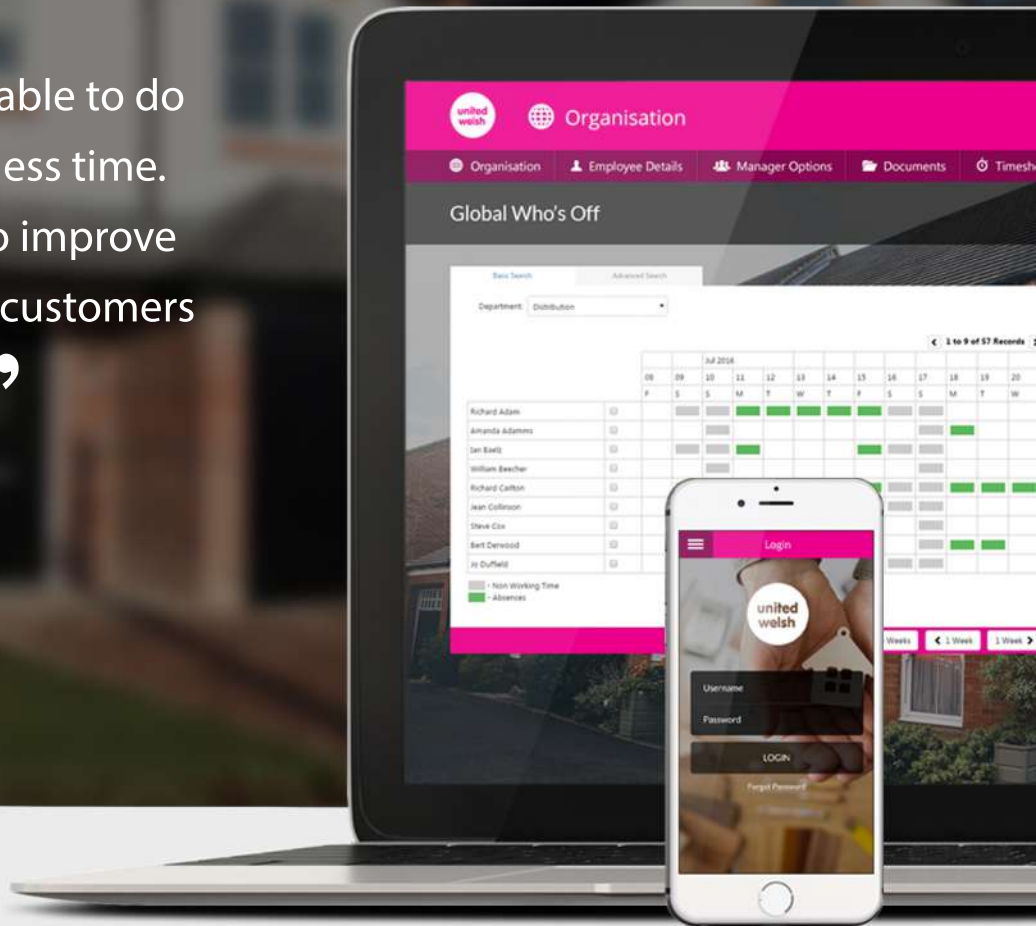 able to do
ess time.
o improve
customers
”
united
welsh
Organisation
Organisation Employee Details Manager Options Documents Timesh
Global Who's Off
Basic Search Advanced Search
Department: Distribution
1 to 9 of 57 Records
Jul 2016
08 09 10 11 12 13 14 15 16 17 18 19 20
F S S M T W T F S S M T W
Richard Adam
Amanda Adamms
Ian Baelz
William Beecher
Richard Carlton
Jean Collinson
Steve Cox
Bert Derwood
Jo Duffield
- Non Working Time
- Absences
Weeks 1 Week 1 Week
Login
united
welsh
Username
Password
LOGIN
Forgot Password